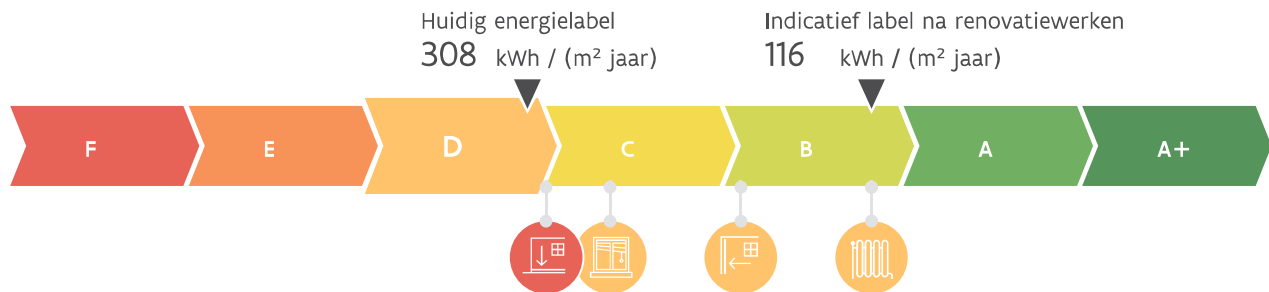 Huidig energielabel
308 kWh / (m² jaar)
Indicatief label na renovatiewerken
116 kWh / (m² jaar)
F
E
D
C
B
A
A+